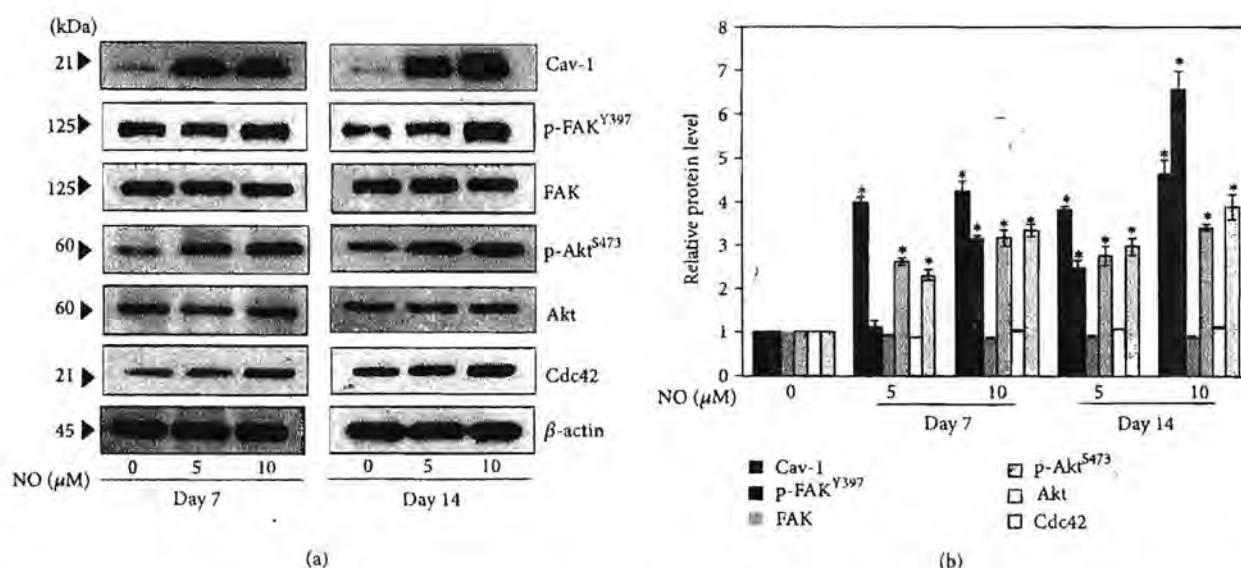 (kDa)
21 Cav-1
125 p-FAK^Y397
125 FAK
60 p-Akt^S473
60 Akt
21 Cdc42
45 β-actin
0 5 10 0 5 10
NO (μM)
Day 7 Day 14
(a)
8
7
6
5
4
3
2
1
0
Relative protein level
* * * * * * * * * * * * * * *
NO (μM) 0 5 10 5 10
Day 7 Day 14
Cav-1 p-Akt^S473
p-FAK^Y397 Akt
FAK Cdc42
(b)